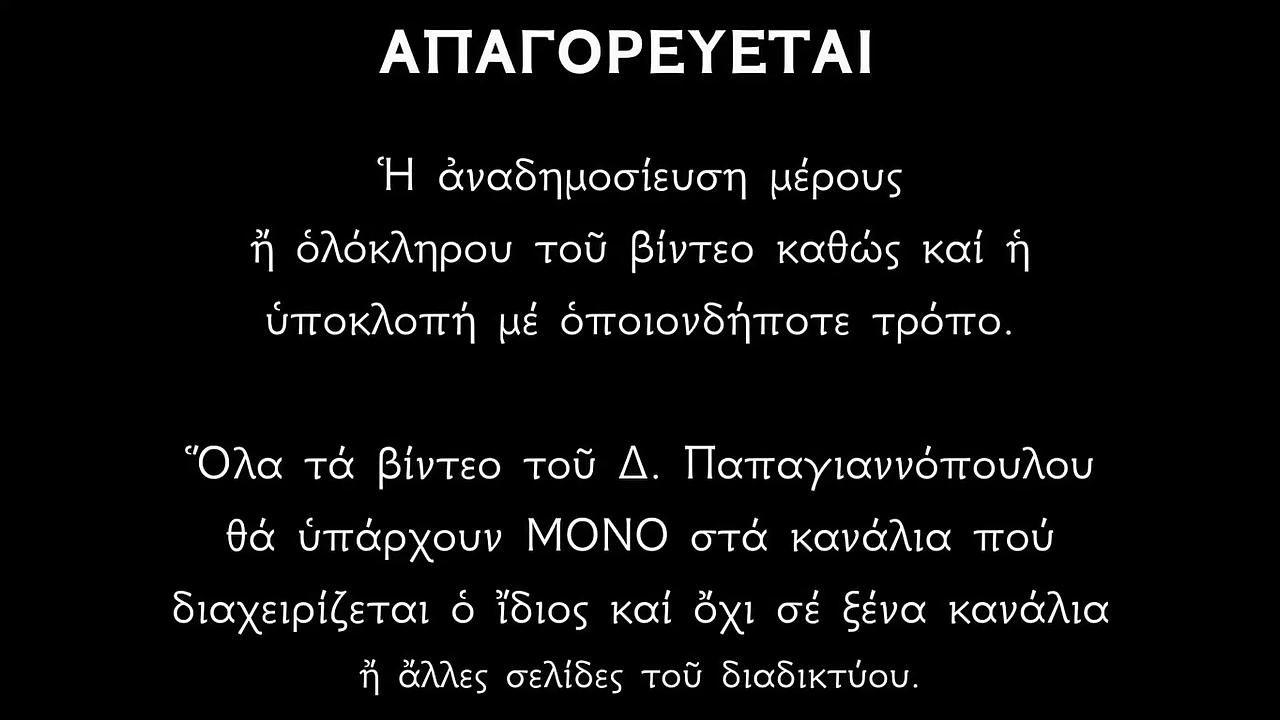 ΑΠΑΓΟΡΕΥΕΤΑΙ
Ἡ ἀναδημοσίευση μέρους
ἤ ὁλόκληρου τοῦ βίντεο καθώς καί ἡ
ὑποκλοπή μέ ὁποιονδήποτε τρόπο.
Ὅλα τά βίντεο τοῦ Δ. Παπαγιαννόπουλου
θά ὑπάρχουν ΜΟΝΟ στά κανάλια πού
διαχειρίζεται ὁ ἴδιος καί ὄχι σέ ξένα κανάλια
ἤ ἄλλες σελίδες τοῦ διαδικτύου.